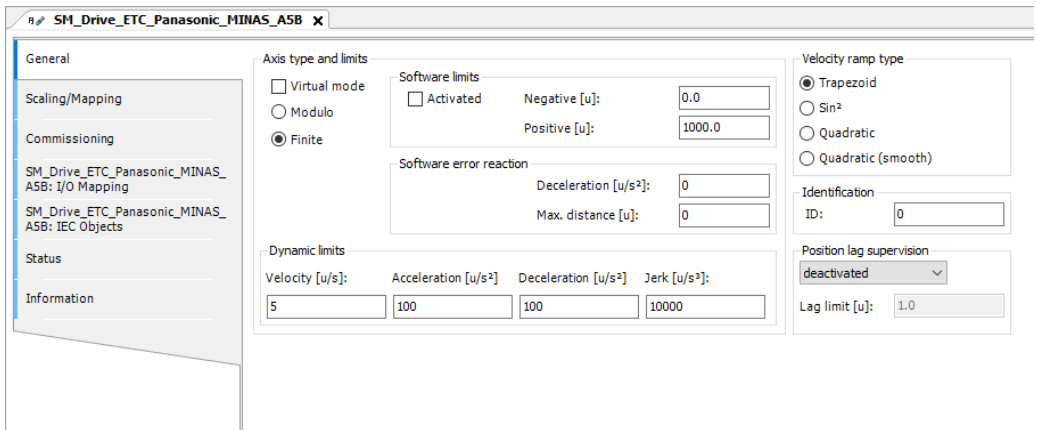 SM_Drive_ETC_Panasonic_MINAS_A5B X
General
Scaling/Mapping
Commissioning
SM_Drive_ETC_Panasonic_MINAS_
A5B: I/O Mapping
SM_Drive_ETC_Panasonic_MINAS_
A5B: IEC Objects
Status
Information
Axis type and limits
Virtual mode
Modulo
Finite
Software limits
Activated
Negative [u]: 0.0
Positive [u]: 1000.0
Software error reaction
Deceleration [u/s²]: 0
Max. distance [u]: 0
Dynamic limits
Velocity [u/s]: Acceleration [u/s²] Deceleration [u/s²] Jerk [u/s³]:
5 100 100 10000
Velocity ramp type
Trapezoid
Sin²
Quadratic
Quadratic (smooth)
Identification
ID: 0
Position lag supervision
deactivated
Lag limit [u]: 1.0